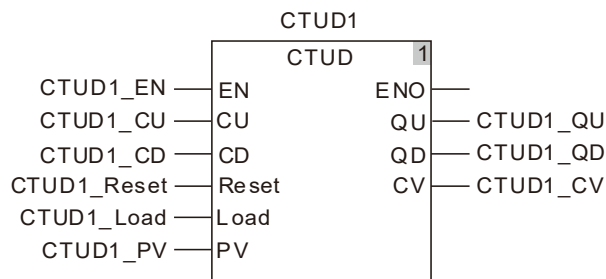 CTUD1
CTUD 1
CTUD1_EN EN ENO
CTUD1_CU CU QU CTUD1_QU
CTUD1_CD CD QD CTUD1_QD
CTUD1_Reset Reset CV CTUD1_CV
CTUD1_Load Load
CTUD1_PV PV